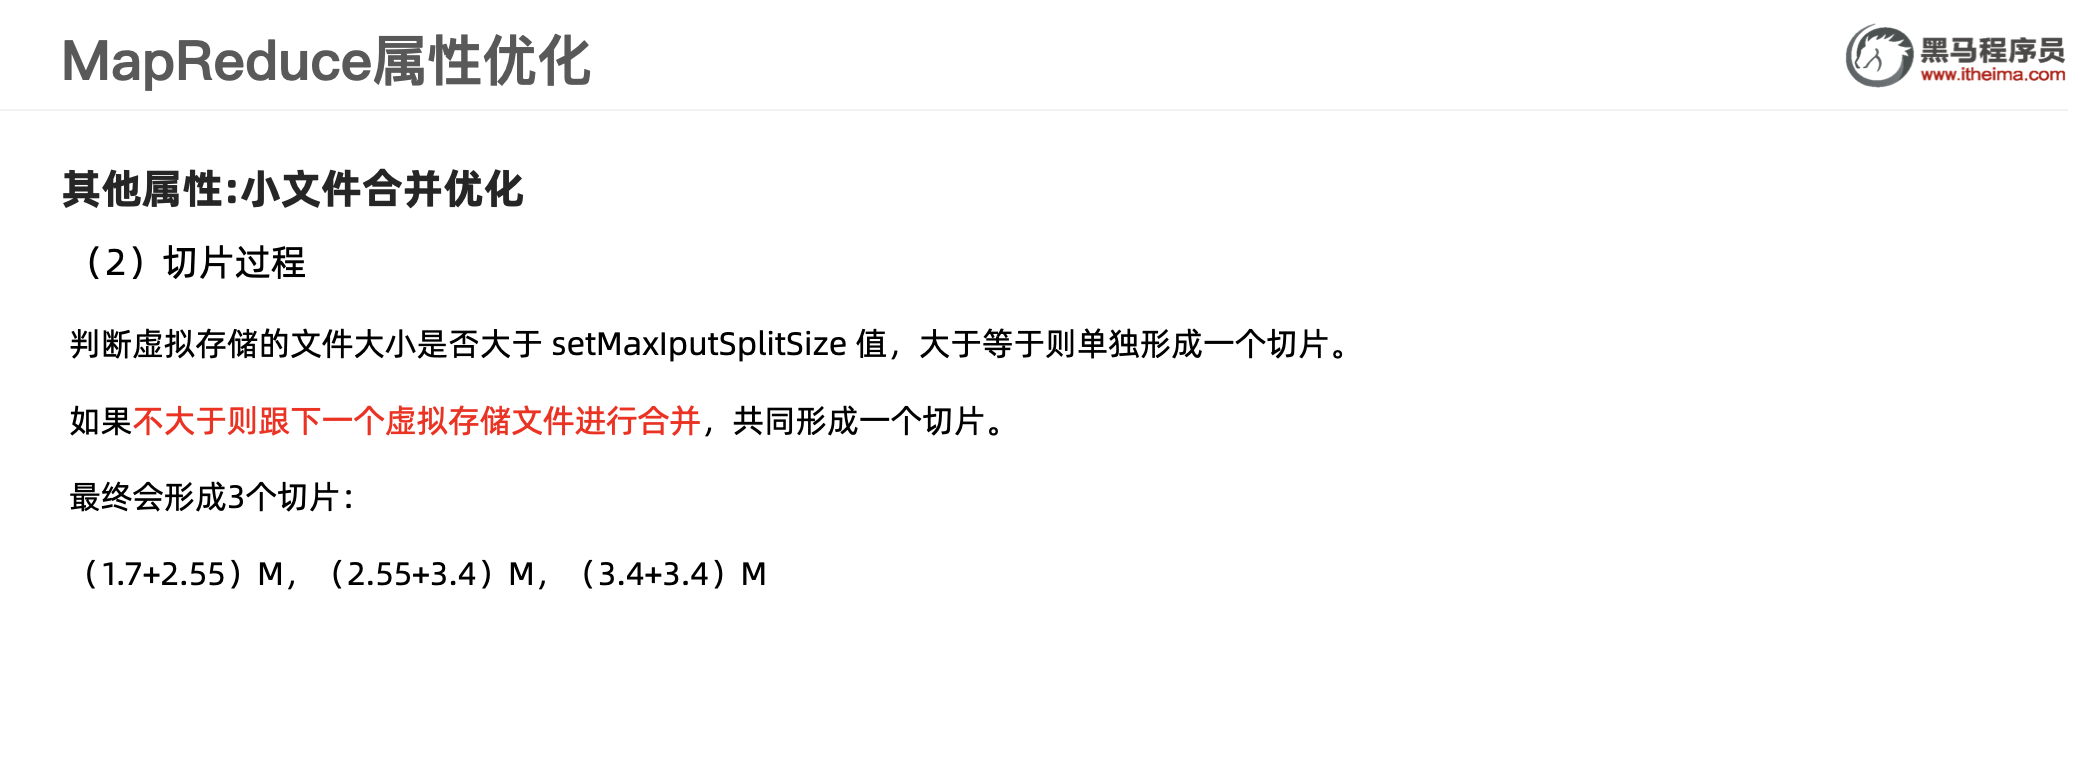 MapReduce属性优化
黑马程序员
www.itheima.com
其他属性:小文件合并优化
（2）切片过程
判断虚拟存储的文件大小是否大于 setMaxIputSplitSize 值，大于等于则单独形成一个切片。
如果不大于则跟下一个虚拟存储文件进行合并，共同形成一个切片。
最终会形成3个切片：
（1.7+2.55）M，（2.55+3.4）M，（3.4+3.4）M